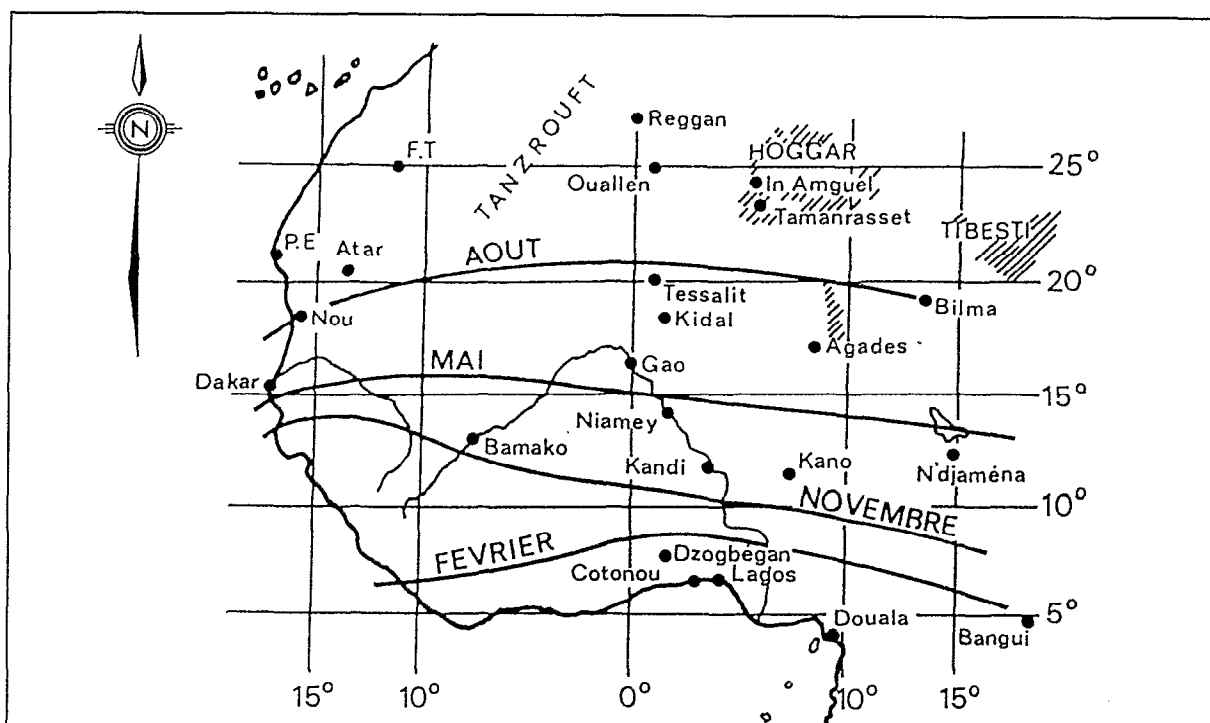 N
TANZROUFT
Reggan
F.T
HOGGAR
25°
Ouallen
In Amguel
Tamanrasset
TIBESTI
P.E
Atar
AOUT
20°
Tessalit
Bilma
Nou
Kidal
Agades
MAI
Gao
Dakar
15°
Niamey
Bamako
Kandi
Kano
N'djaména
10°
NOVEMBRE
FÉVRIER
Dzogbégan
Cotonou
Lagos
5°
Douala
Bangui
15°
10°
0°
10°
15°